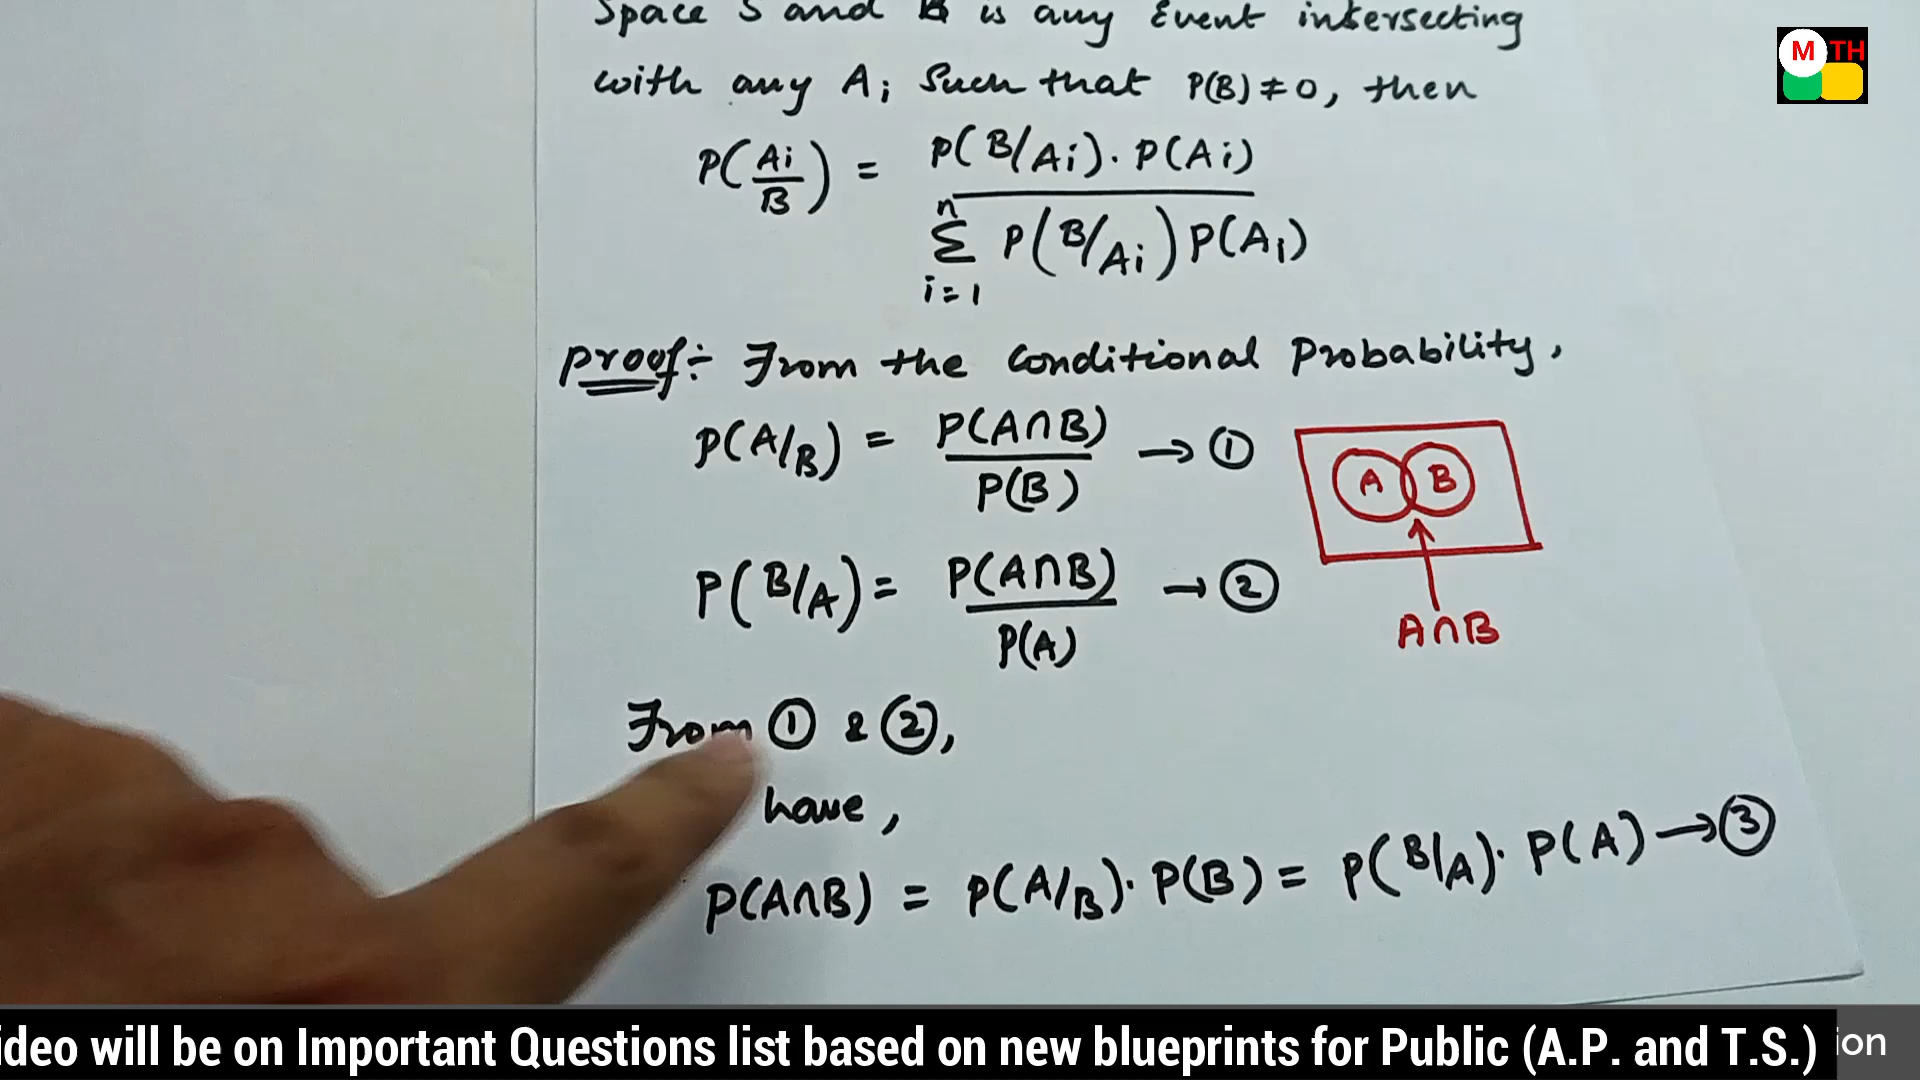 Space S and B is any Event intersecting
with any Ai Such that P(B) ≠ 0, then
P(Ai/B) = P(B/Ai). P(Ai)
n
Σ P(B/Ai) P(Ai)
i=1
Proof:- From the Conditional Probability,
P(A/B) = P(A∩B)/P(B) → ①
A B
P(B/A) = P(A∩B)/P(A) → ②
A∩B
From ① & ②,
have,
P(A∩B) = P(A/B). P(B) = P(B/A). P(A) → ③
M TH
ideo will be on Important Questions list based on new blueprints for Public (A.P. and T.S.)